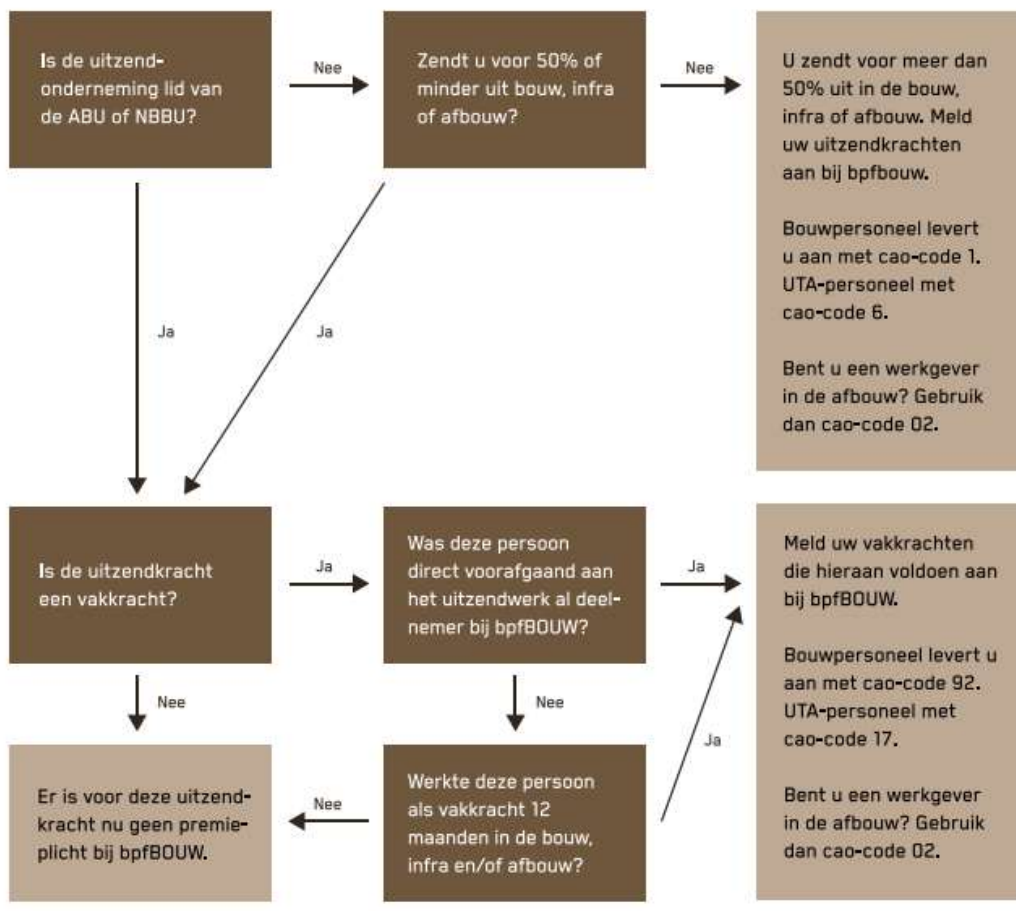 Is de uitzend-
onderneming lid van
de ABU of NBBU?
Nee
Zendt u voor 50% of
minder uit bouw, infra
of afbouw?
Nee
U zendt voor meer dan
50% uit in de bouw,
infra of afbouw. Meld
uw uitzendkrachten
aan bij bpfbouw.
Bouwpersoneel levert
u aan met cao-code 1.
UTA-personeel met
cao-code 6.
Bent u een werkgever
in de afbouw? Gebruik
dan cao-code 02.
Ja
Ja
Is de uitzendkracht
een vakkracht?
Ja
Was deze persoon
direct voorafgaand aan
het uitzendwerk al deel-
nemer bij bpfBOUW?
Ja
Meld uw vakkrachten
die hieraan voldoen aan
bij bpfBOUW.
Bouwpersoneel levert u
aan met cao-code 92.
UTA-personeel met
cao-code 17.
Bent u een werkgever
in de afbouw? Gebruik
dan cao-code 02.
Nee
Nee
Ja
Er is voor deze uitzend-
kracht nu geen premie-
plicht bij bpfBOUW.
Nee
Werkte deze persoon
als vakkracht 12
maanden in de bouw,
infra en/of afbouw?